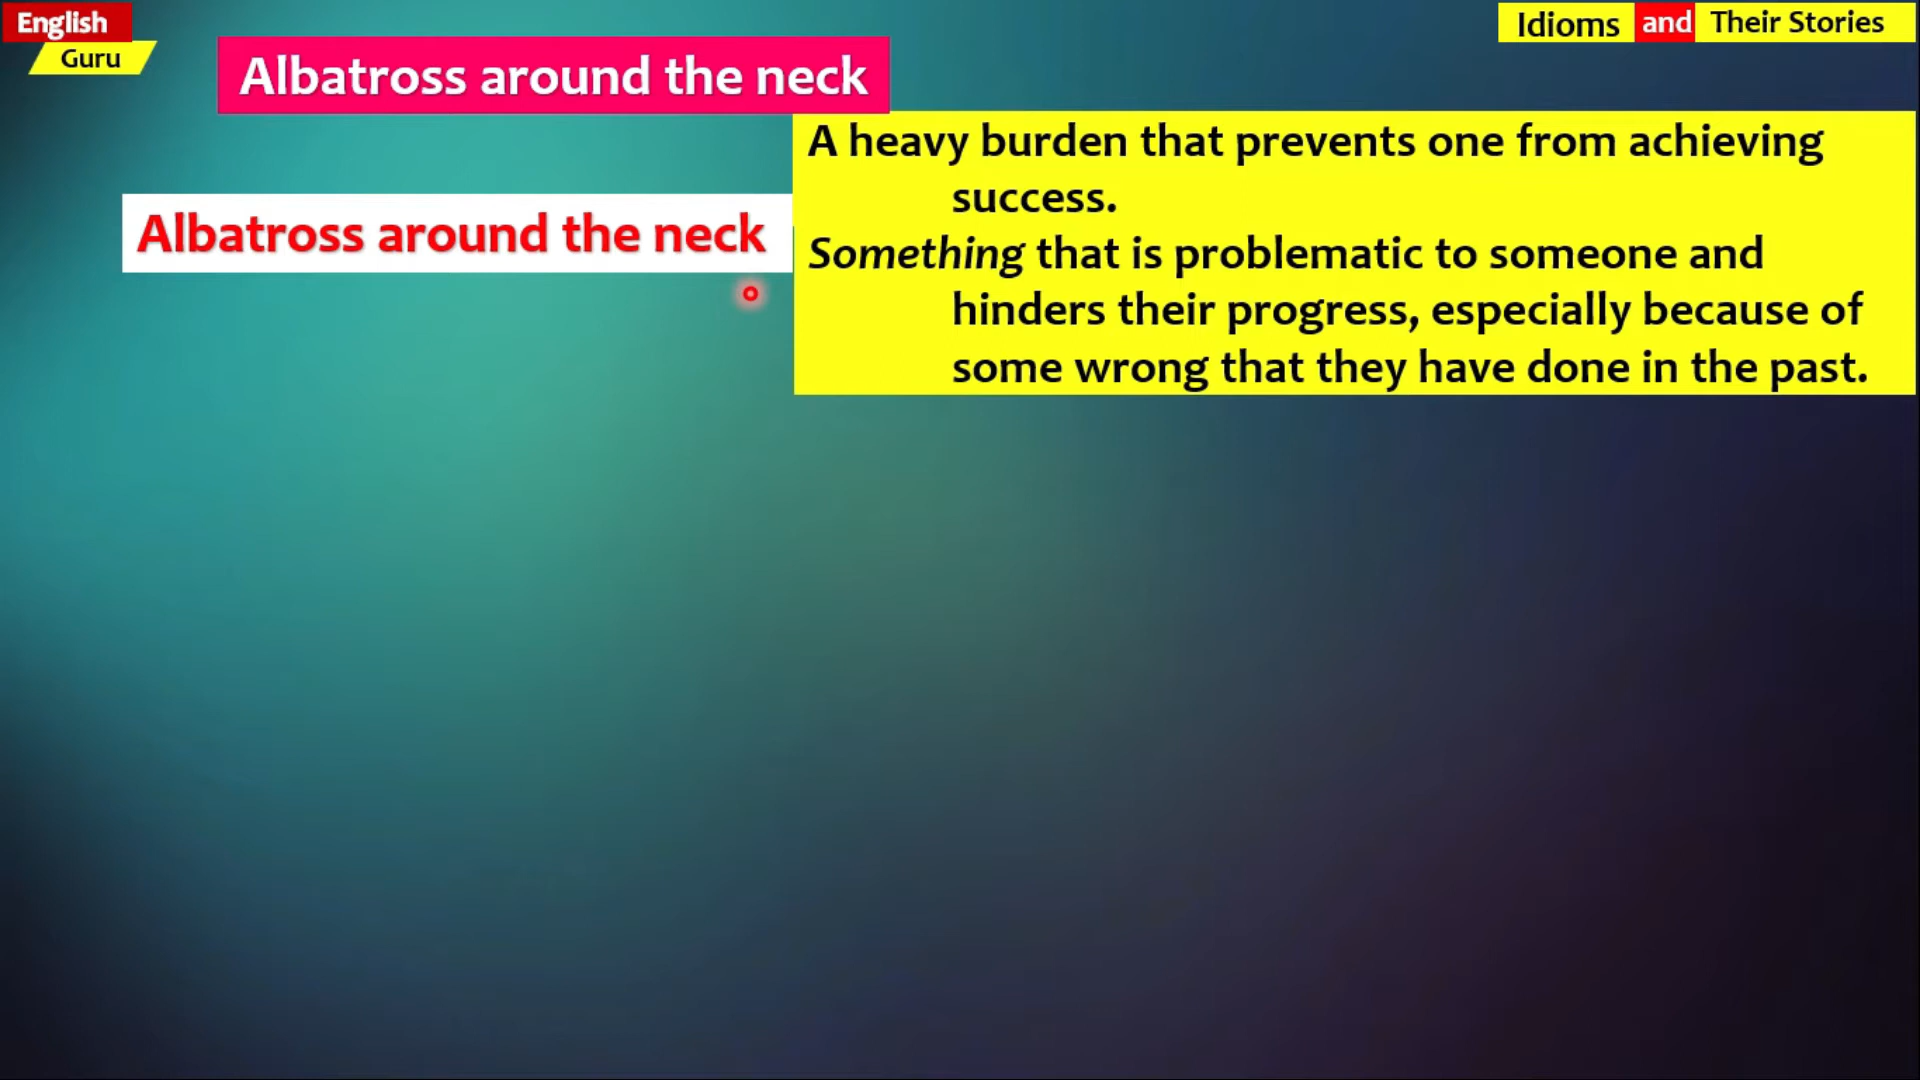 English
Guru
Idioms and Their Stories
Albatross around the neck
A heavy burden that prevents one from achieving
success.
Albatross around the neck
Something that is problematic to someone and
hinders their progress, especially because of
some wrong that they have done in the past.